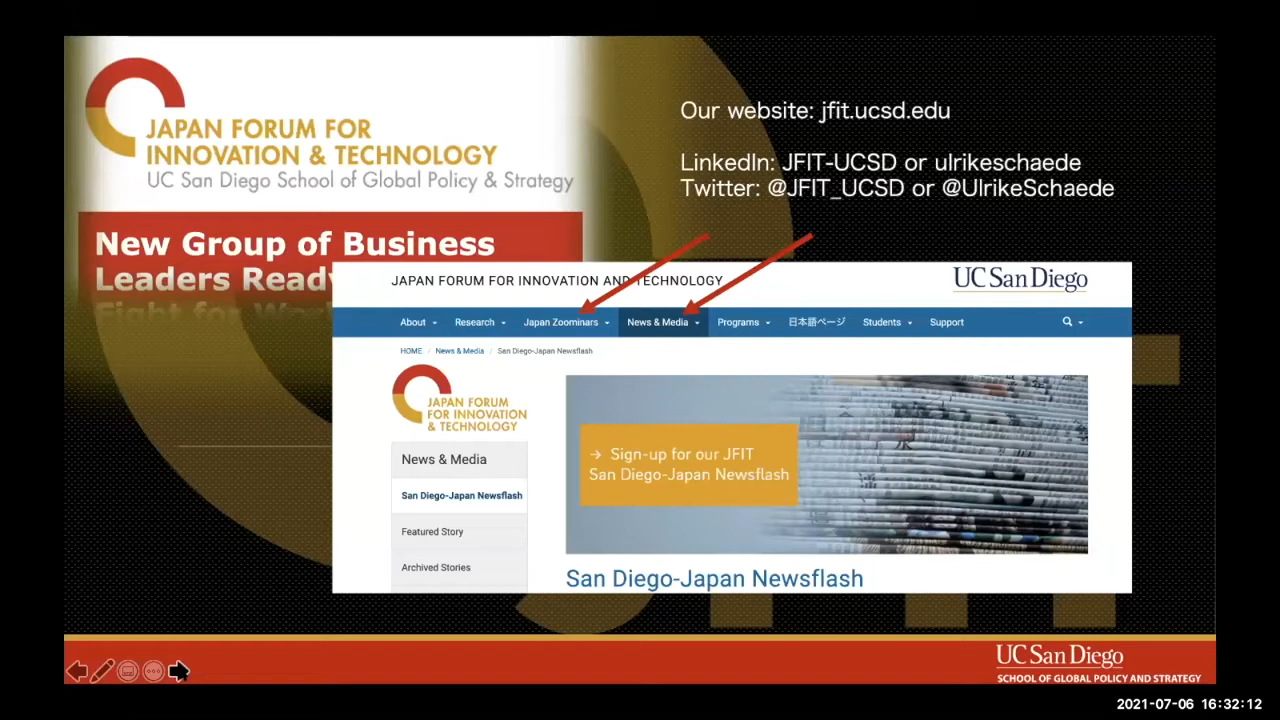 JAPAN FORUM FOR
INNOVATION & TECHNOLOGY
UC San Diego School of Global Policy & Strategy
New Group of Business
Leaders Ready
Fight for
Our website: jfit.ucsd.edu
LinkedIn: JFIT-UCSD or ulrikeschaede
Twitter: @JFIT_UCSD or @UlrikeSchaede
JAPAN FORUM FOR INNOVATION AND TECHNOLOGY
UC San Diego
About Research Japan Zoominars News & Media Programs 日本語ページ Students Support
HOME / News & Media / San Diego-Japan Newsflash
JAPAN FORUM
FOR INNOVATION
& TECHNOLOGY
News & Media
San Diego-Japan Newsflash
Featured Story
Archived Stories
→ Sign-up for our JFIT
San Diego-Japan Newsflash
San Diego-Japan Newsflash
JFIT
UC San Diego
SCHOOL OF GLOBAL POLICY AND STRATEGY
2021-07-06 16:32:12